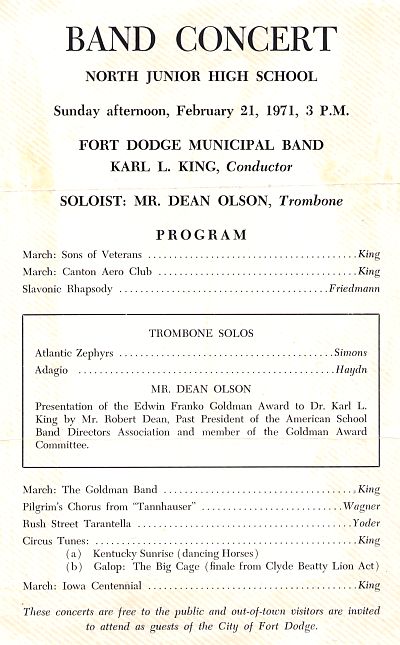 BAND CONCERT
NORTH JUNIOR HIGH SCHOOL
Sunday afternoon, February 21, 1971, 3 P.M.
FORT DODGE MUNICIPAL BAND
KARL L. KING, Conductor
SOLOIST: MR. DEAN OLSON, Trombone
PROGRAM
March: Sons of Veterans ........................................ King
March: Canton Aero Club ........................................ King
Slavonic Rhapsody ........................................ Friedmann
TROMBONE SOLOS
Atlantic Zephyrs ........................................ Simons
Adagio ........................................ Haydn
MR. DEAN OLSON
Presentation of the Edwin Franko Goldman Award to Dr. Karl L.
King by Mr. Robert Dean, Past President of the American School
Band Directors Association and member of the Goldman Award
Committee.
March: The Goldman Band ........................................ King
Pilgrim's Chorus from "Tannhauser" ............................ Wagner
Rush Street Tarantella ........................................ Yoder
Circus Tunes: ........................................ King
(a) Kentucky Sunrise (dancing Horses)
(b) Galop: The Big Cage (finale from Clyde Beatty Lion Act)
March: Iowa Centennial ........................................ King
These concerts are free to the public and out-of-town visitors are invited
to attend as guests of the City of Fort Dodge.